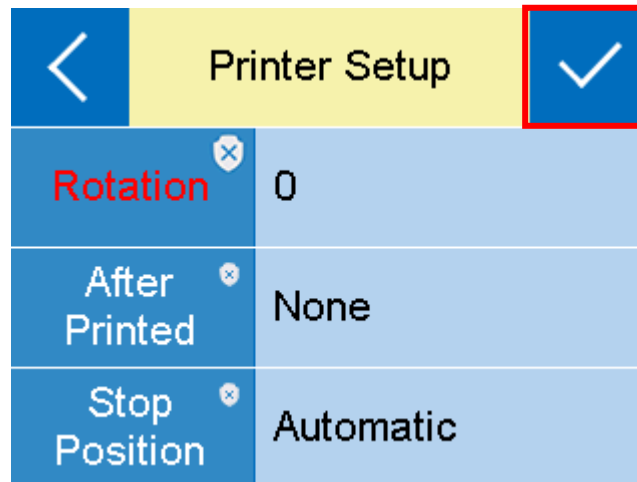 Printer Setup
Rotation
0
After
Printed
None
Stop
Position
Automatic